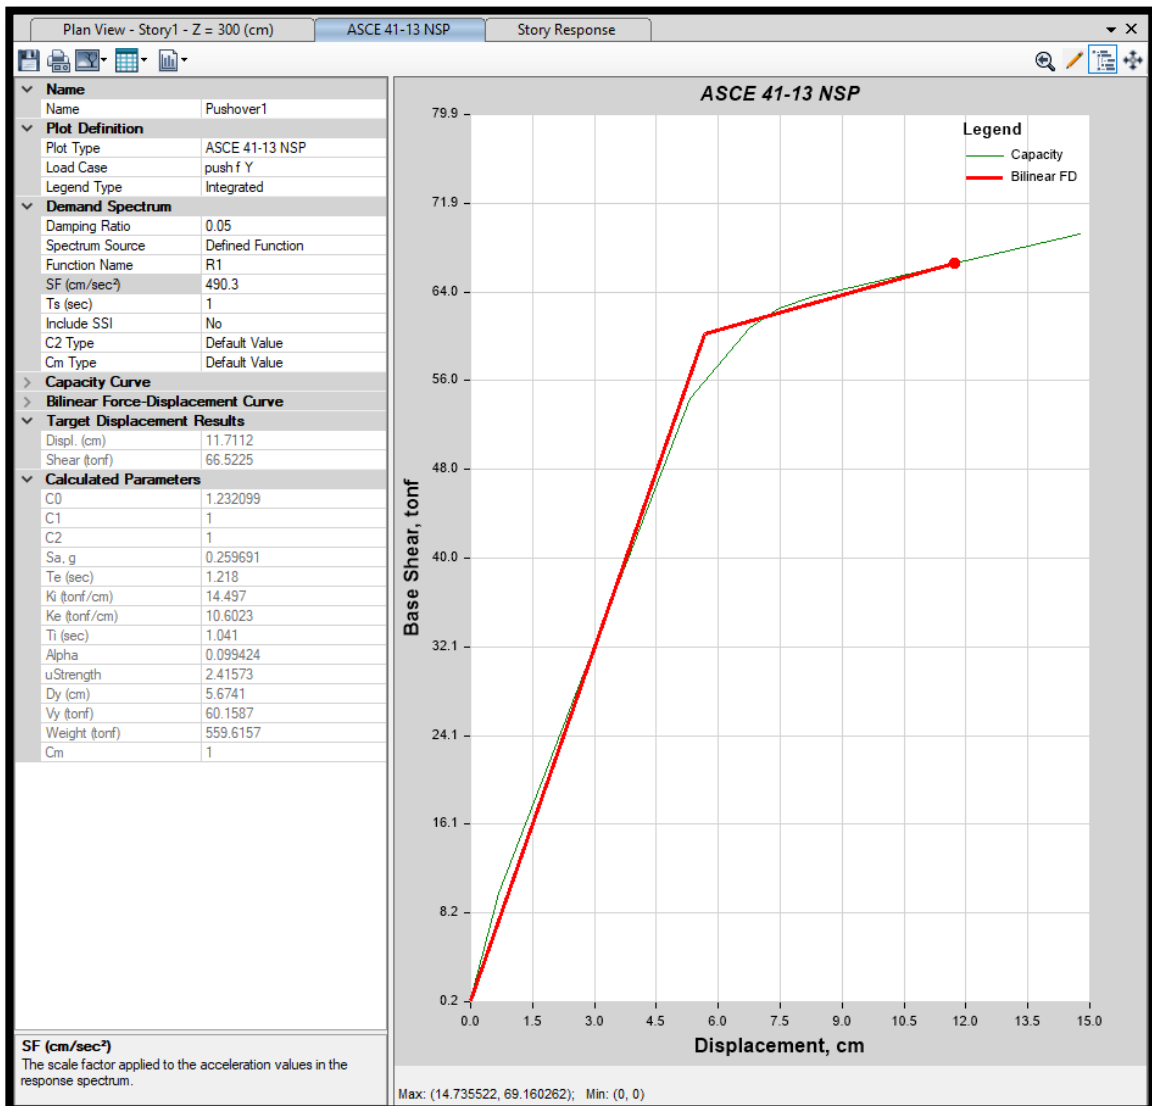 Plan View - Story1 - Z = 300 (cm) ASCE 41-13 NSP Story Response
Name
Name Pushover1
Plot Definition
Plot Type ASCE 41-13 NSP
Load Case push f Y
Legend Type Integrated
Demand Spectrum
Damping Ratio 0.05
Spectrum Source Defined Function
Function Name R1
SF (cm/sec²) 490.3
Ts (sec) 1
Include SSI No
C2 Type Default Value
Cm Type Default Value
Capacity Curve
Bilinear Force-Displacement Curve
Target Displacement Results
Displ. (cm) 11.7112
Shear (tonf) 66.5225
Calculated Parameters
C0 1.232099
C1 1
C2 1
Sa, g 0.259691
Te (sec) 1.218
Ki (tonf/cm) 14.497
Ke (tonf/cm) 10.6023
Ti (sec) 1.041
Alpha 0.099424
uStrength 2.41573
Dy (cm) 5.6741
Vy (tonf) 60.1587
Weight (tonf) 559.6157
Cm 1
SF (cm/sec²)
The scale factor applied to the acceleration values in the
response spectrum.
ASCE 41-13 NSP
Legend
Capacity
Bilinear FD
Base Shear, tonf
79.9
71.9
64.0
56.0
48.0
40.0
32.1
24.1
16.1
8.2
0.2
0.0 1.5 3.0 4.5 6.0 7.5 9.0 10.5 12.0 13.5 15.0
Displacement, cm
Max: (14.735522, 69.160262); Min: (0, 0)